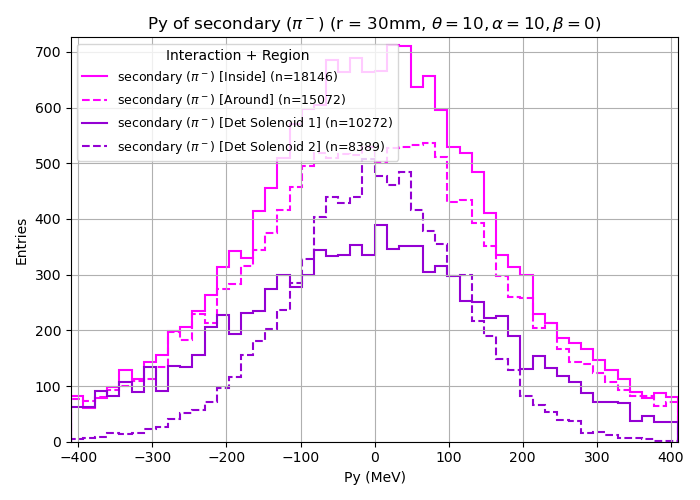 Py of secondary (π⁻) (r = 30mm, θ = 10, α = 10, β = 0)
Interaction + Region
secondary (π⁻) [Inside] (n=18146)
secondary (π⁻) [Around] (n=15072)
secondary (π⁻) [Det Solenoid 1] (n=10272)
secondary (π⁻) [Det Solenoid 2] (n=8389)
Entries
700
600
500
400
300
200
100
0
−400 −300 −200 −100 0 100 200 300 400
Py (MeV)